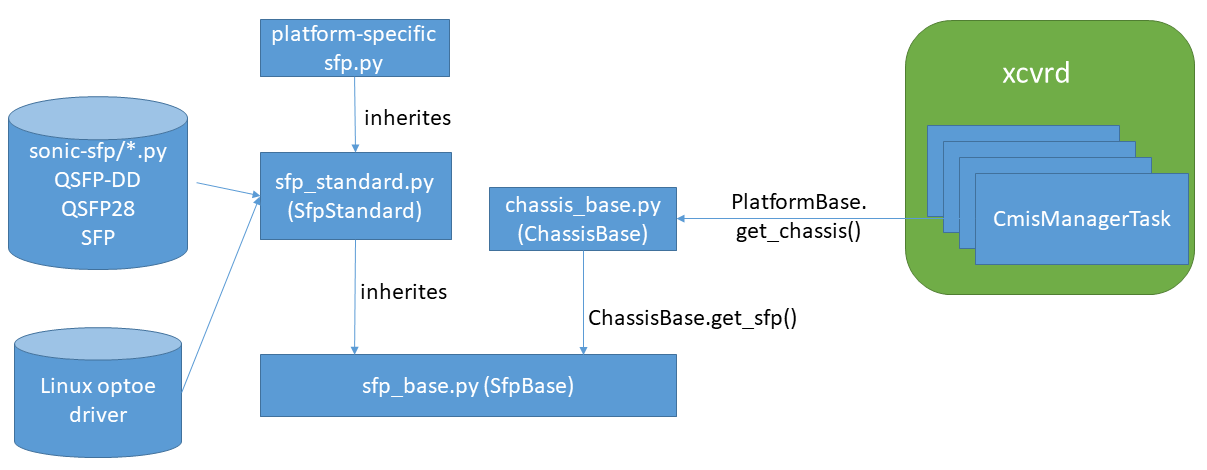 platform-specific
sfp.py
xcvrd
inherites
sonic-sfp/*.py
QSFP-DD
QSFP28
SFP
sfp_standard.py
(SfpStandard)
chassis_base.py
(ChassisBase)
PlatformBase.
get_chassis()
CmisManagerTask
inherites
ChassisBase.get_sfp()
Linux optoe
driver
sfp_base.py (SfpBase)